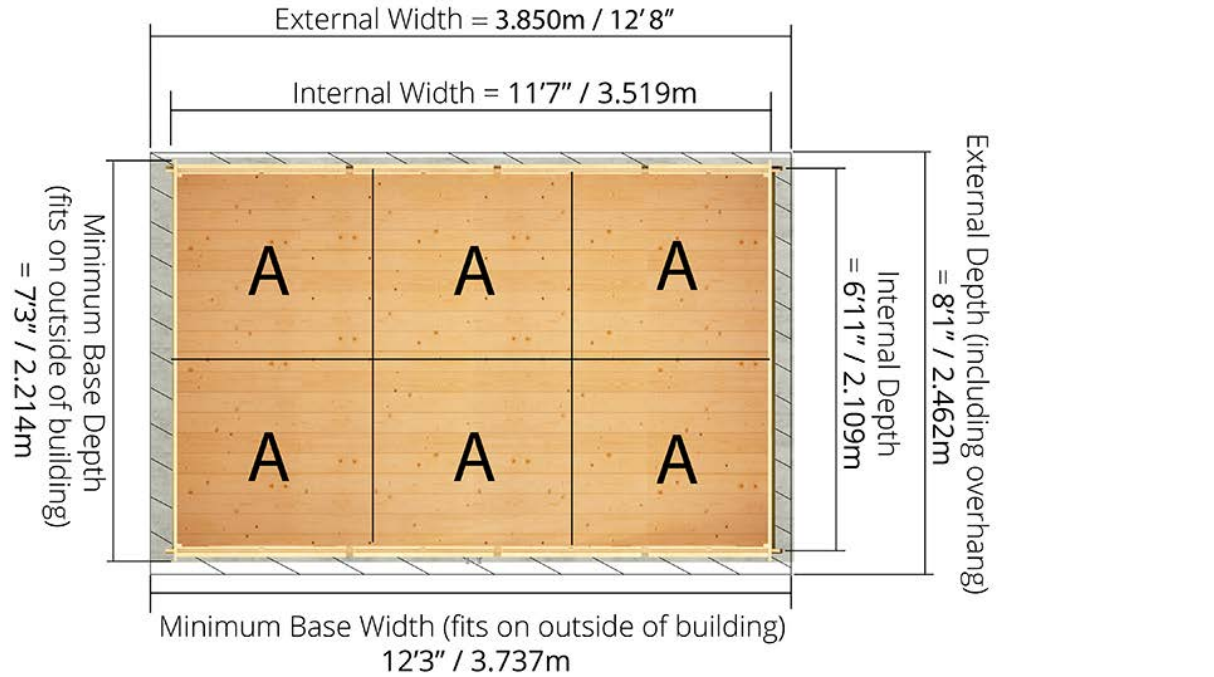 External Width = 3.850m / 12'8”
Internal Width = 11'7” / 3.519m
Minimum Base Depth
(fits on outside of building)
= 7'3” / 2.214m
A A A
A A A
Internal Depth
= 6'11” / 2.109m
External Depth (including overhang)
= 8'1” / 2.462m
Minimum Base Width (fits on outside of building)
12'3” / 3.737m